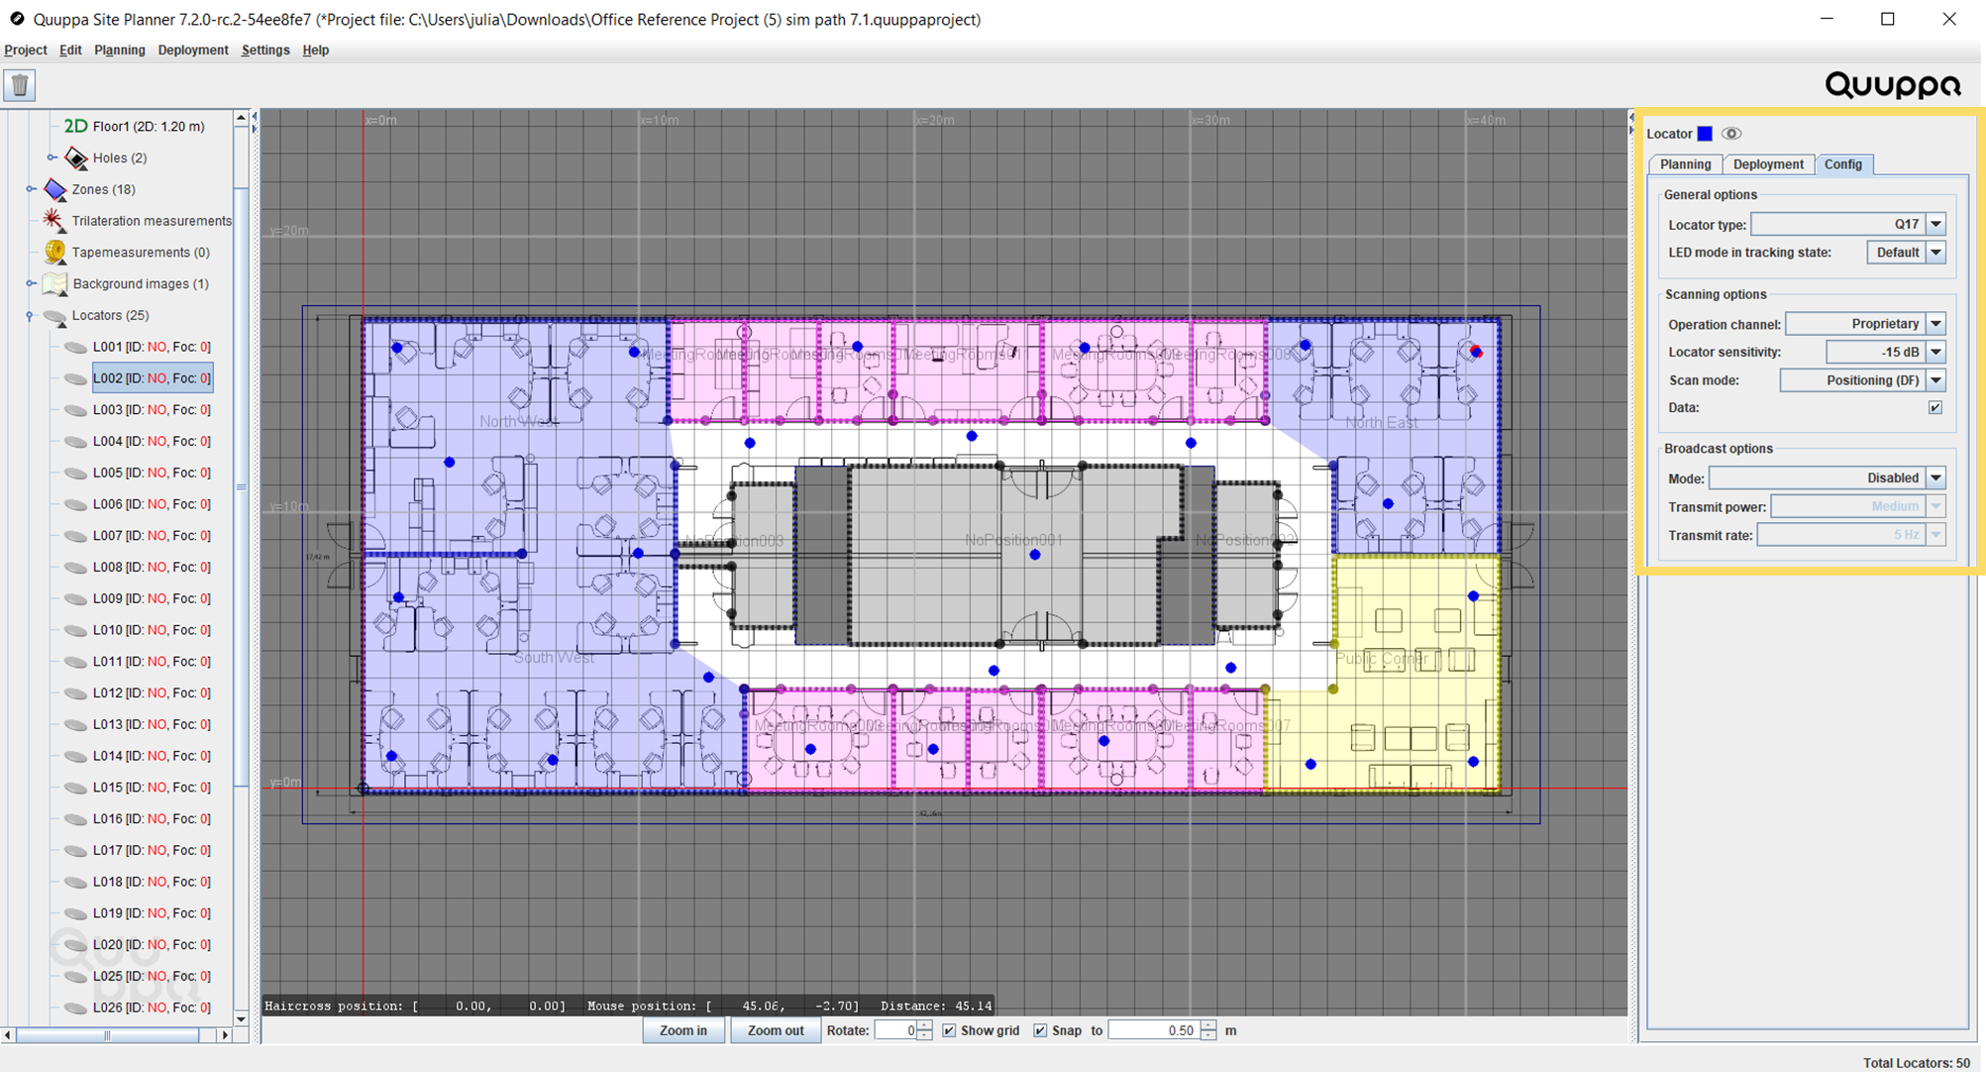 Quuppa Site Planner 7.2.0-rc.2-54ee8fe7 (*Project file: C:\Users\julia\Downloads\Office Reference Project (5) sim path 7.1.quuppaproject)
Project Edit Planning Deployment Settings Help
Quuppa
2D Floor1 (2D: 1.20 m)
Holes (2)
Zones (18)
Trilateration measurements
Tapemeasurements (0)
Background images (1)
Locators (25)
L001 [ID: NO, Foc: 0]
L002 [ID: NO, Foc: 0]
L003 [ID: NO, Foc: 0]
L004 [ID: NO, Foc: 0]
L005 [ID: NO, Foc: 0]
L006 [ID: NO, Foc: 0]
L007 [ID: NO, Foc: 0]
L008 [ID: NO, Foc: 0]
L009 [ID: NO, Foc: 0]
L010 [ID: NO, Foc: 0]
L011 [ID: NO, Foc: 0]
L012 [ID: NO, Foc: 0]
L013 [ID: NO, Foc: 0]
L014 [ID: NO, Foc: 0]
L015 [ID: NO, Foc: 0]
L016 [ID: NO, Foc: 0]
L017 [ID: NO, Foc: 0]
L018 [ID: NO, Foc: 0]
L019 [ID: NO, Foc: 0]
L020 [ID: NO, Foc: 0]
L025 [ID: NO, Foc: 0]
L026 [ID: NO, Foc: 0]
Quuppa
x=0m x=10m x=20m x=30m x=40m
y=20m
North West
North East
y=10m
17,42 m
NoPosition003
NoPosition001
NoPosition002
South West
Public Corner
MeetingRooms007
y=0m
Haircross position: [ 0.00, 0.00] Mouse position: [ 45.06, -2.70] Distance: 45.14
Zoom in Zoom out Rotate: 0 Show grid Snap to 0.50 m
Locator
Planning Deployment Config
General options
Locator type: Q17
LED mode in tracking state: Default
Scanning options
Operation channel: Proprietary
Locator sensitivity: -15 dB
Scan mode: Positioning (DF)
Data:
Broadcast options
Mode: Disabled
Transmit power: Medium
Transmit rate: 5 Hz
Total Locators: 50